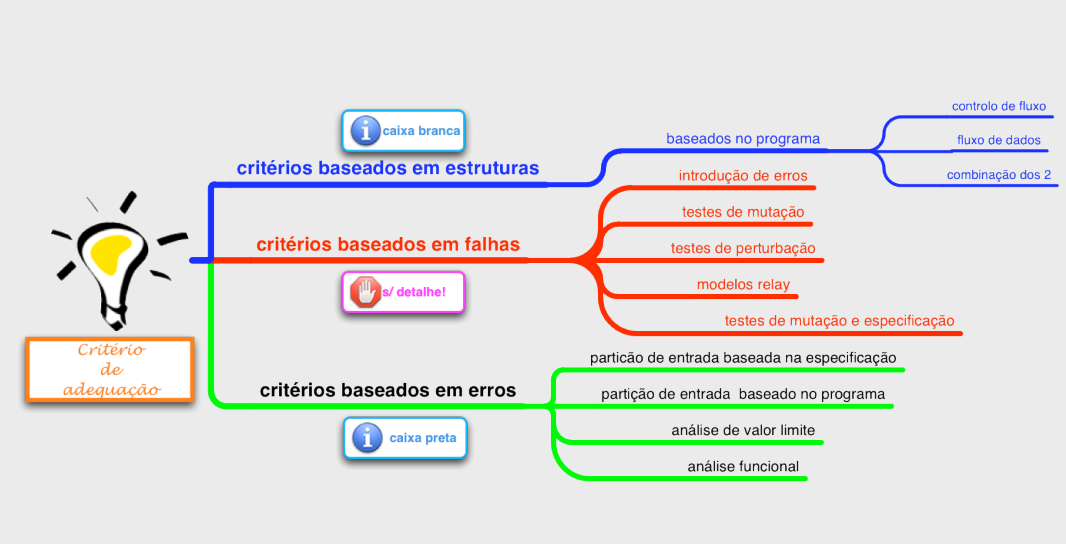 Critério
de
adequação
caixa branca
critérios baseados em estruturas
baseados no programa
controlo de fluxo
fluxo de dados
combinação dos 2
critérios baseados em falhas
s/ detalhe!
introdução de erros
testes de mutação
testes de perturbação
modelos relay
testes de mutação e especificação
critérios baseados em erros
caixa preta
particão de entrada baseada na especificação
partição de entrada  baseado no programa
análise de valor limite
análise funcional